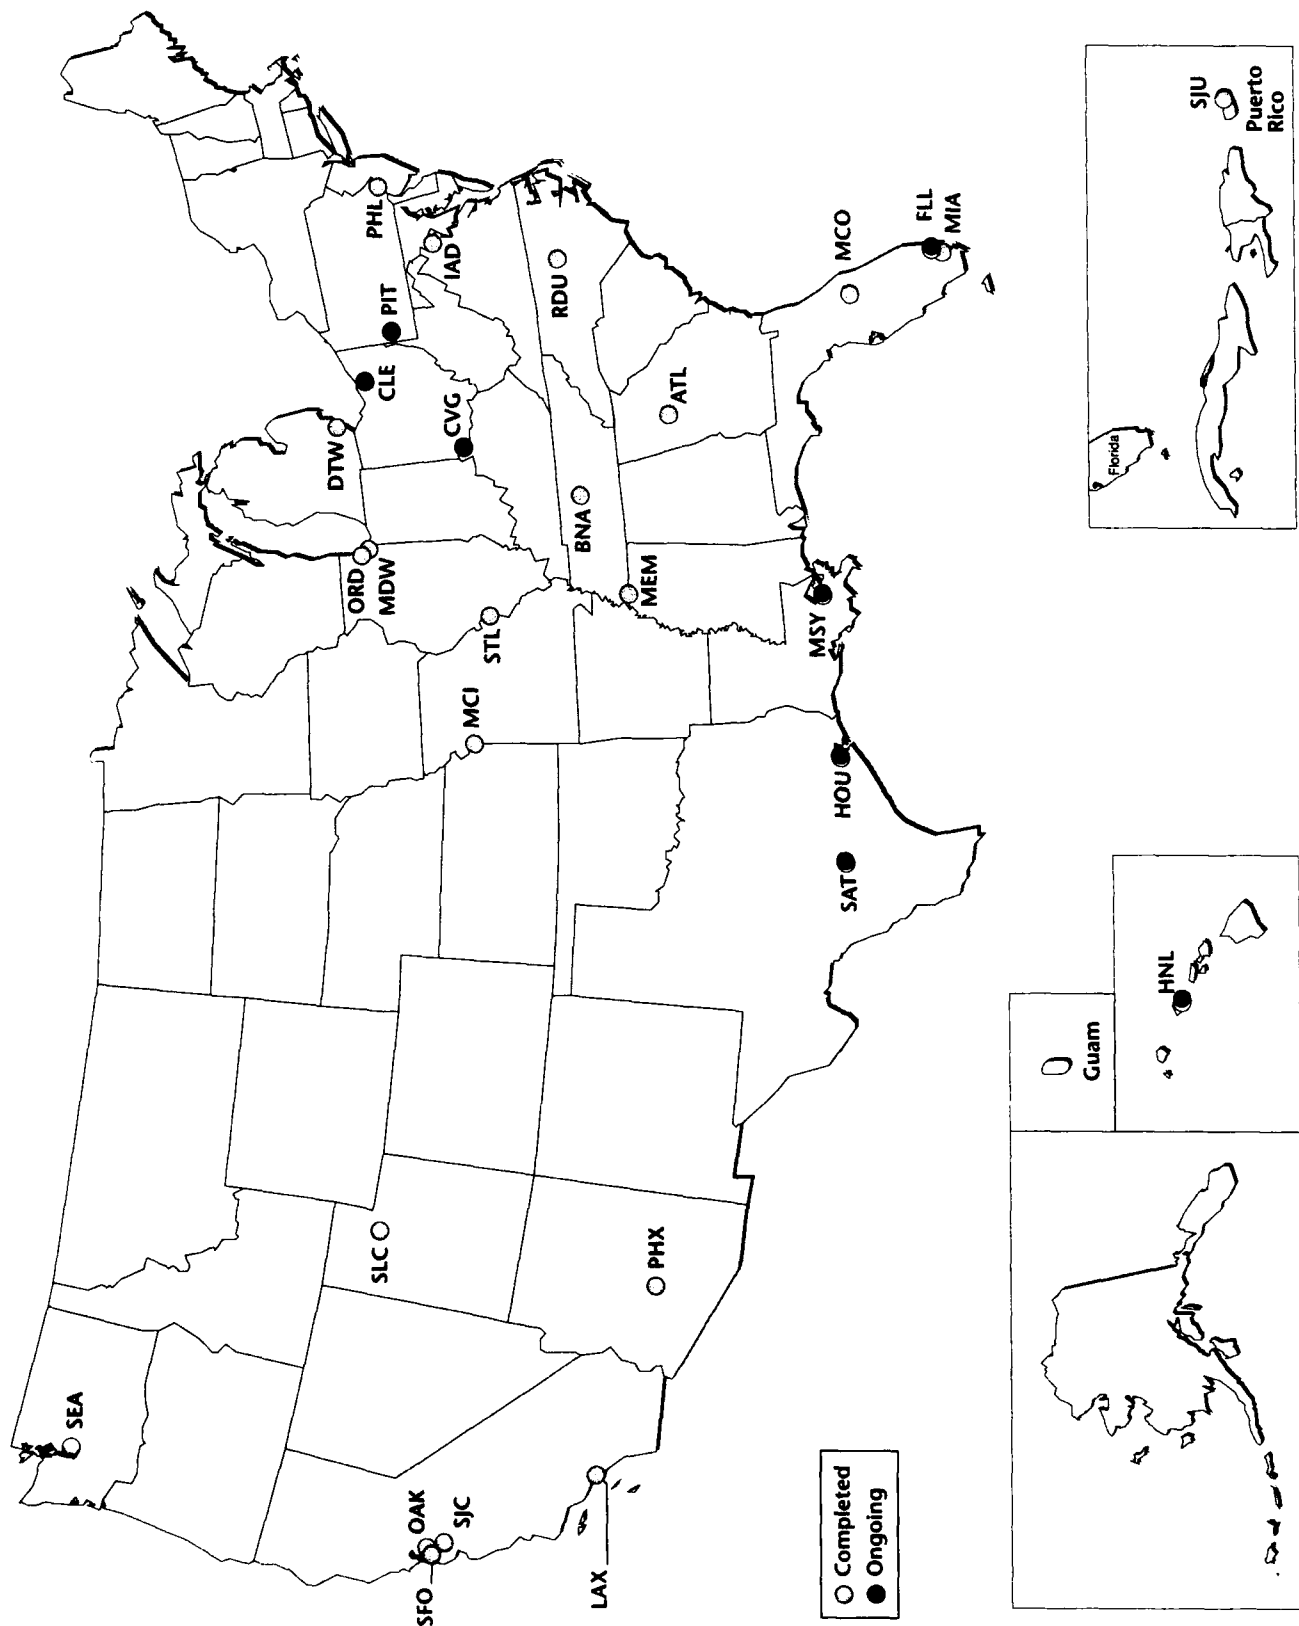 SEA
SFO
OAK
SJC
LAX
SLC
PHX
MCI
STL
ORD
MDW
DTW
CLE
PIT
PHL
IAD
CVG
RDU
BNA
MEM
ATL
MCO
FLL
MIA
MSY
HOU
SAT
Completed
Ongoing
Guam
HNL
Florida
SJU
Puerto
Rico